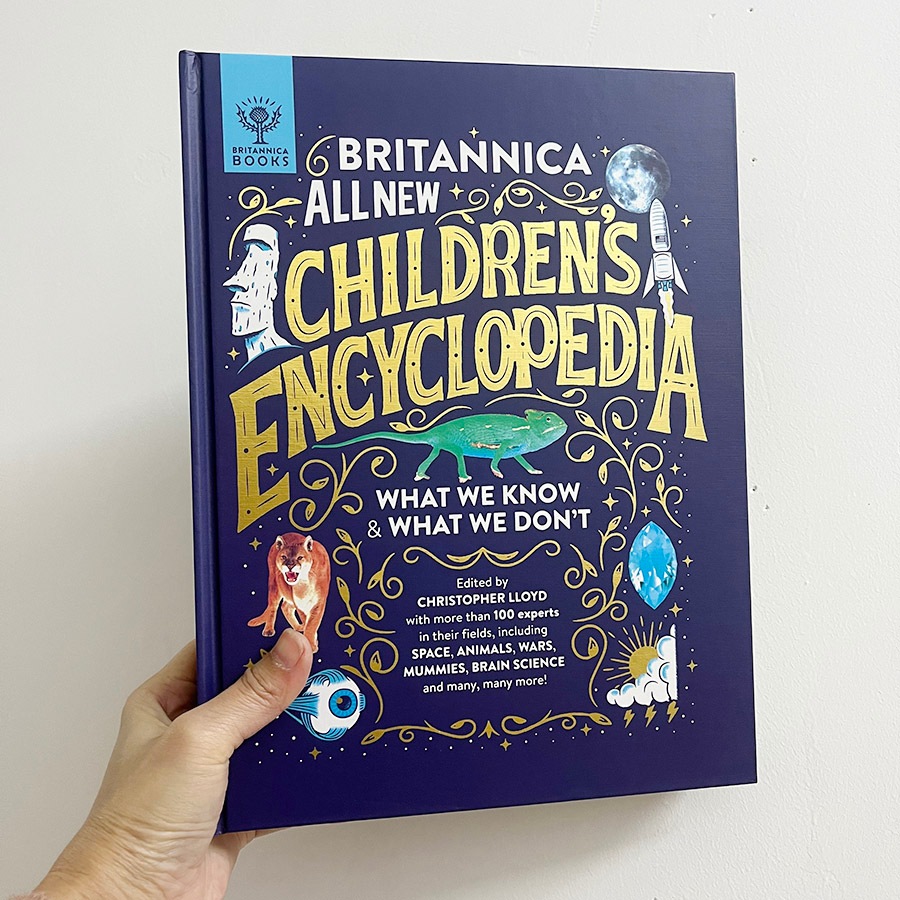 BRITANNICA
BOOKS
BRITANNICA
ALL NEW
CHILDREN'S
ENCYCLOPEDIA
WHAT WE KNOW
& WHAT WE DON'T
Edited by
CHRISTOPHER LLOYD
with more than 100 experts
in their fields, including
SPACE, ANIMALS, WARS,
MUMMIES, BRAIN SCIENCE
and many, many more!